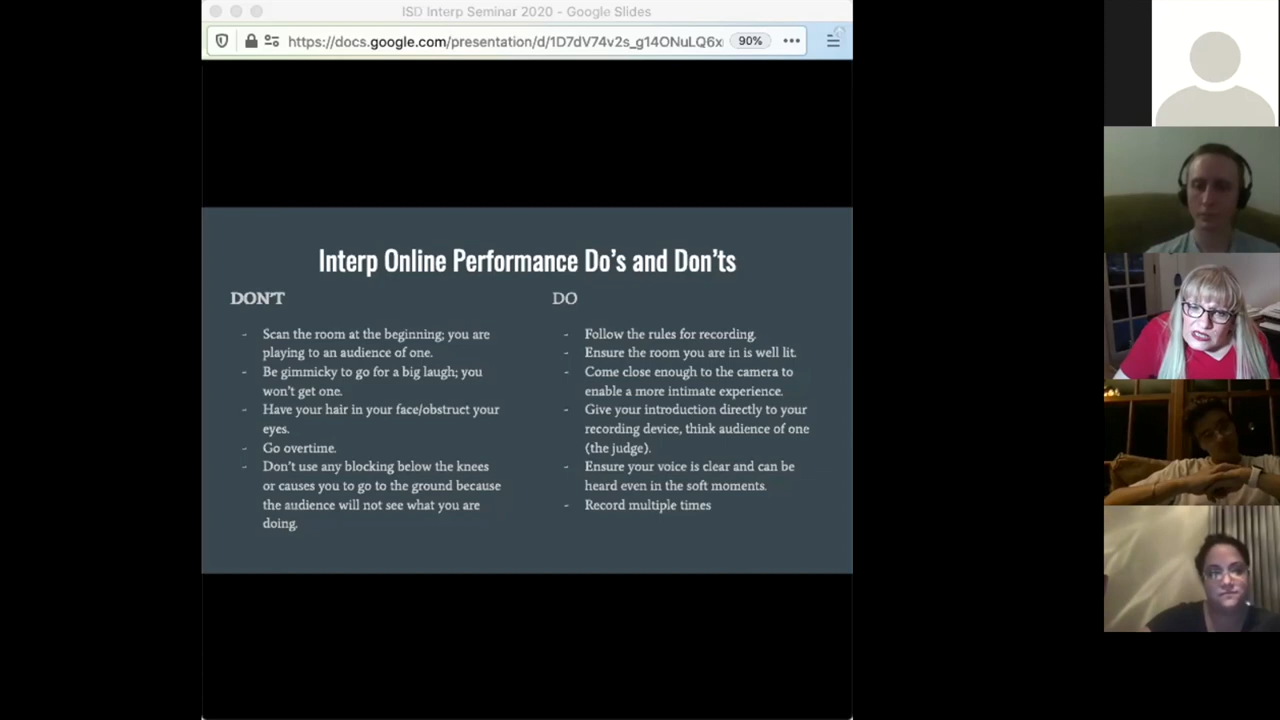 ISD Interp Seminar 2020 - Google Slides
https://docs.google.com/presentation/d/1D7dV74v2s_g14ONuLQ6x
90%
Interp Online Performance Do's and Don'ts
DON'T
- Scan the room at the beginning; you are
playing to an audience of one.
- Be gimmicky to go for a big laugh; you
won't get one.
- Have your hair in your face/obstruct your
eyes.
- Go overtime.
- Don't use any blocking below the knees
or causes you to go to the ground because
the audience will not see what you are
doing.
DO
- Follow the rules for recording.
- Ensure the room you are in is well lit.
- Come close enough to the camera to
enable a more intimate experience.
- Give your introduction directly to your
recording device, think audience of one
(the judge).
- Ensure your voice is clear and can be
heard even in the soft moments.
- Record multiple times